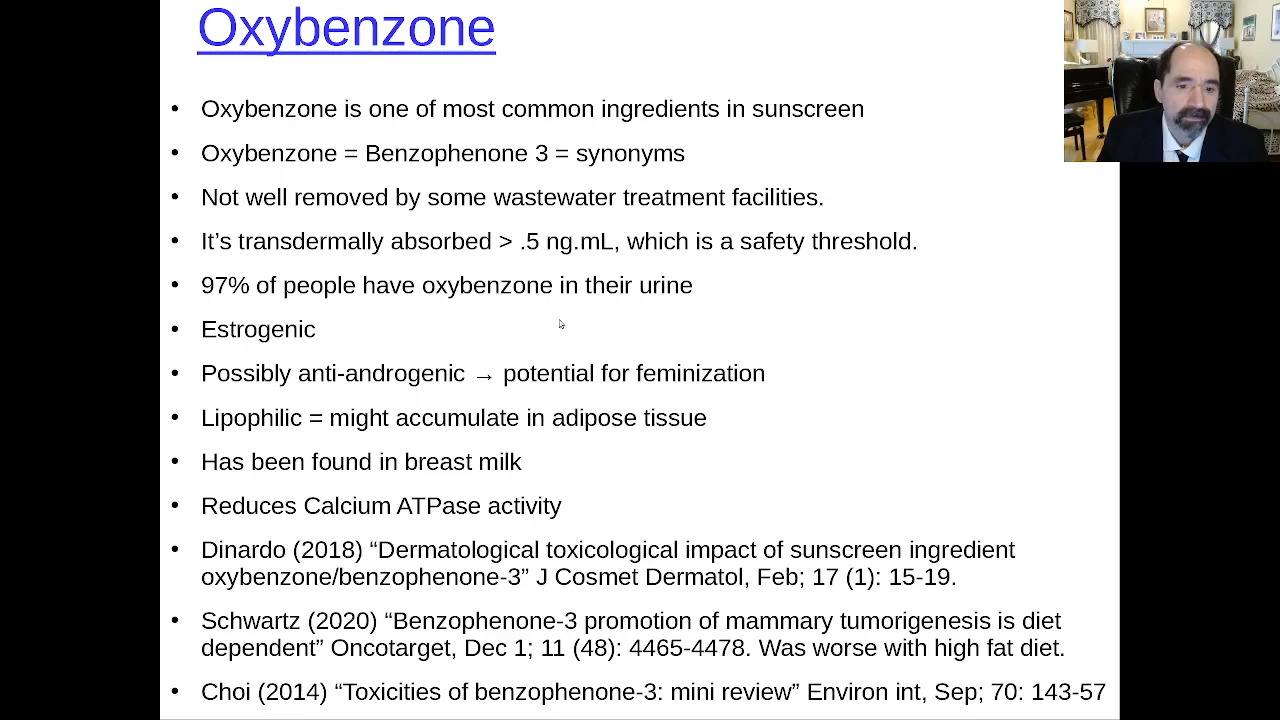 Oxybenzone
• Oxybenzone is one of most common ingredients in sunscreen
• Oxybenzone = Benzophenone 3 = synonyms
• Not well removed by some wastewater treatment facilities.
• It’s transdermally absorbed > .5 ng.mL, which is a safety threshold.
• 97% of people have oxybenzone in their urine
• Estrogenic
• Possibly anti-androgenic → potential for feminization
• Lipophilic = might accumulate in adipose tissue
• Has been found in breast milk
• Reduces Calcium ATPase activity
• Dinardo (2018) “Dermatological toxicological impact of sunscreen ingredient
oxybenzone/benzophenone-3” J Cosmet Dermatol, Feb; 17 (1): 15-19.
• Schwartz (2020) “Benzophenone-3 promotion of mammary tumorigenesis is diet
dependent” Oncotarget, Dec 1; 11 (48): 4465-4478. Was worse with high fat diet.
• Choi (2014) “Toxicities of benzophenone-3: mini review” Environ int, Sep; 70: 143-57